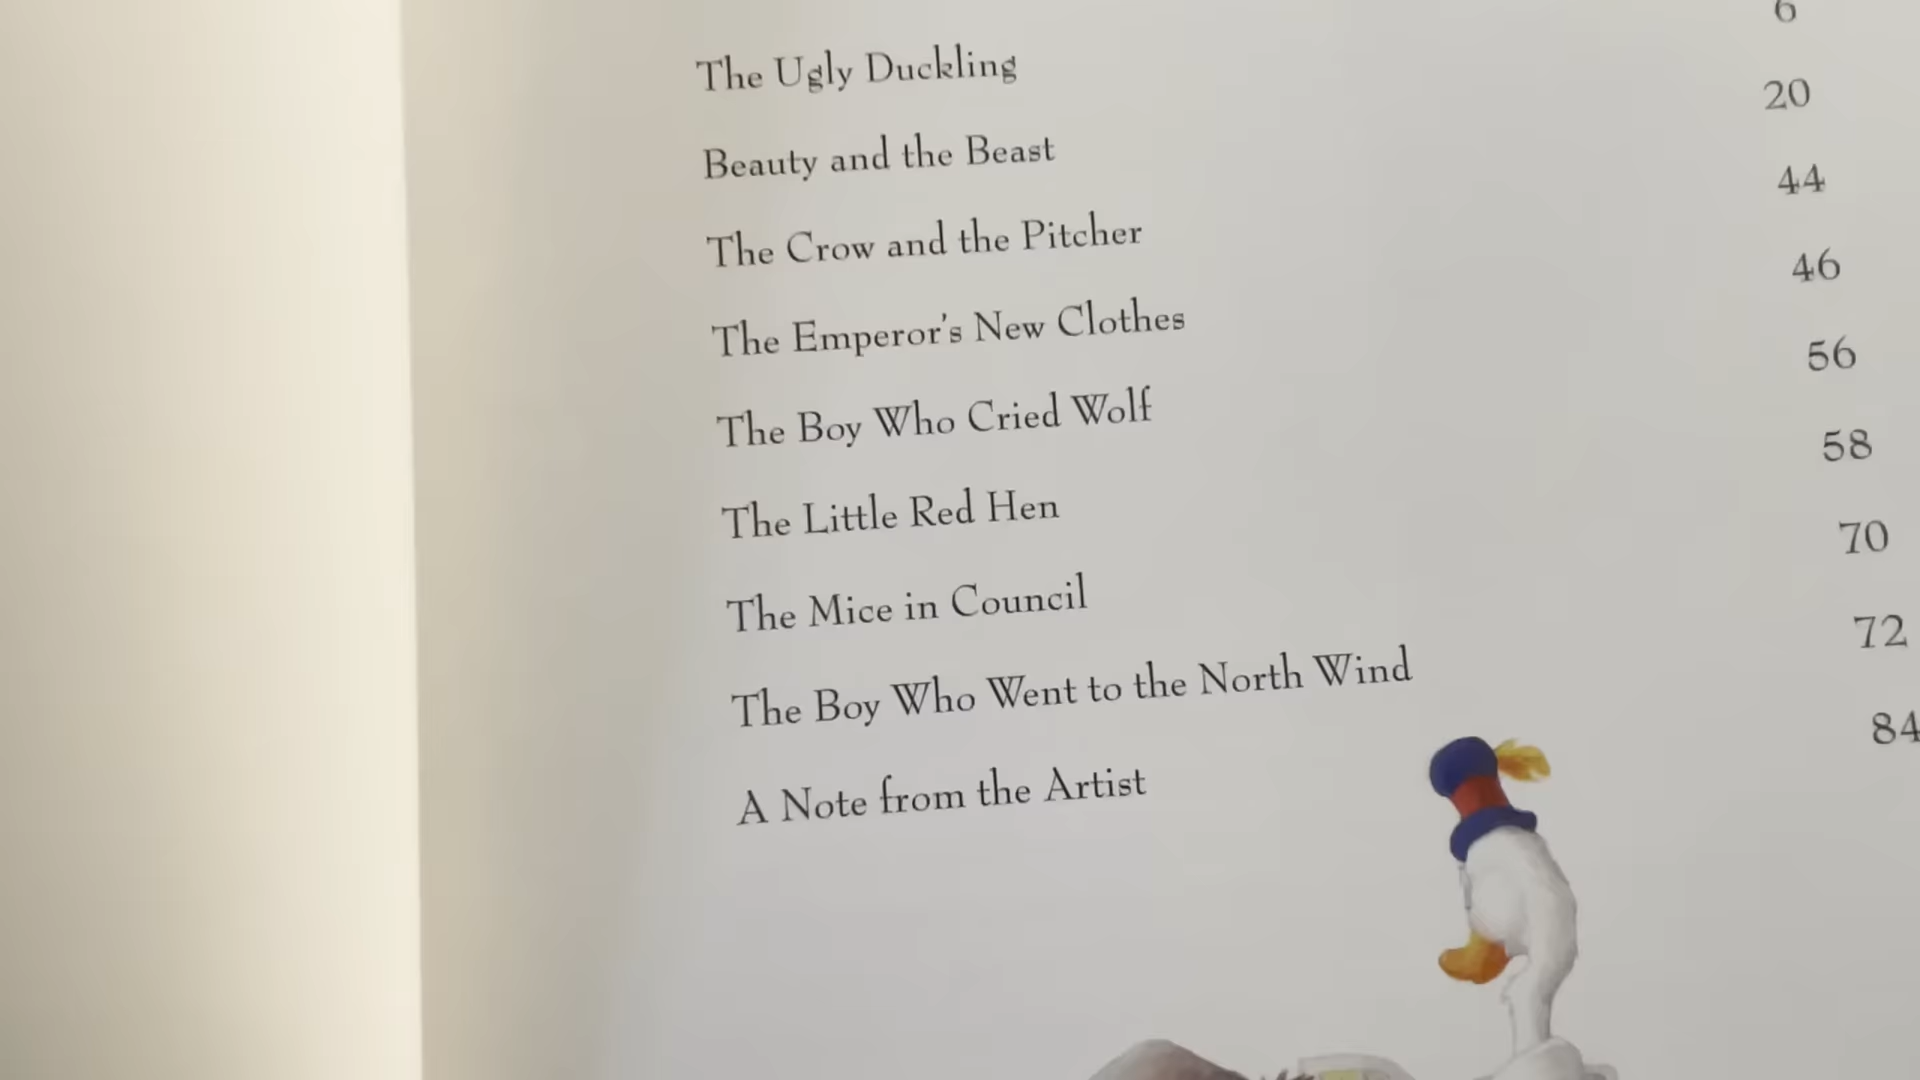 The Ugly Duckling 6
Beauty and the Beast 20
The Crow and the Pitcher 44
The Emperor's New Clothes 46
The Boy Who Cried Wolf 56
The Little Red Hen 58
The Mice in Council 70
The Boy Who Went to the North Wind 72
A Note from the Artist 84